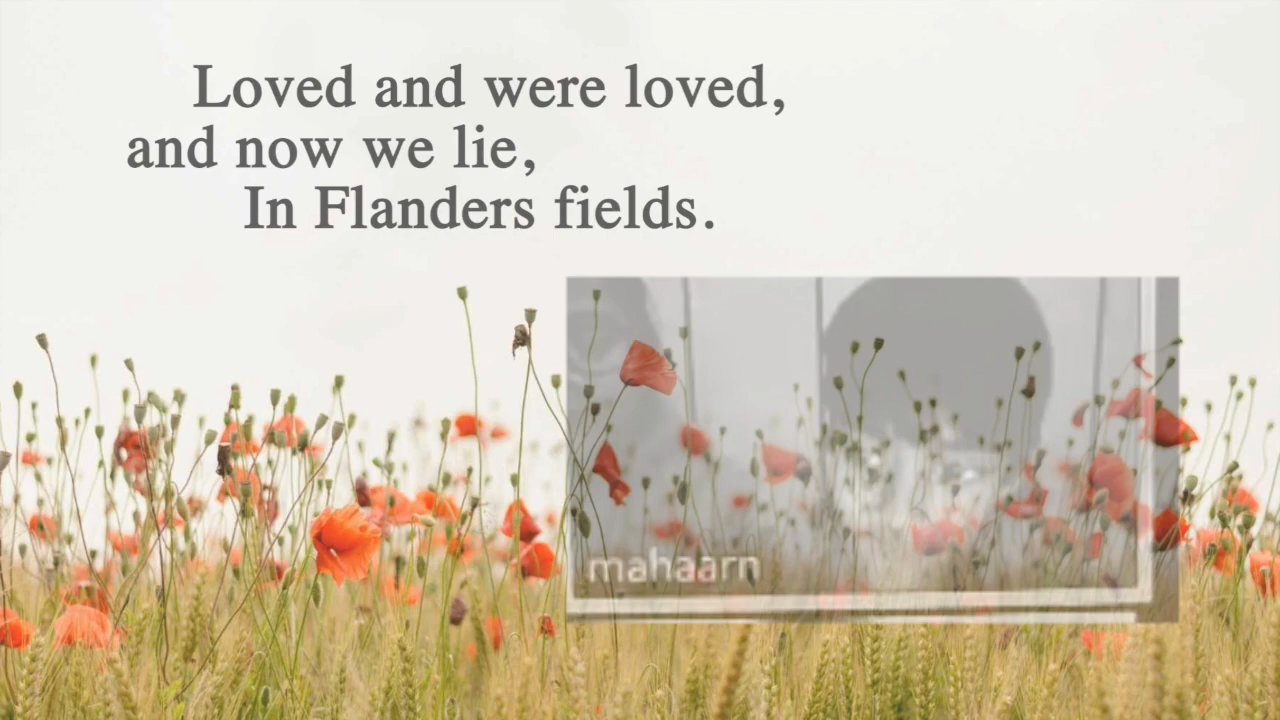 Loved and were loved,
and now we lie,
In Flanders fields.
mahaarn